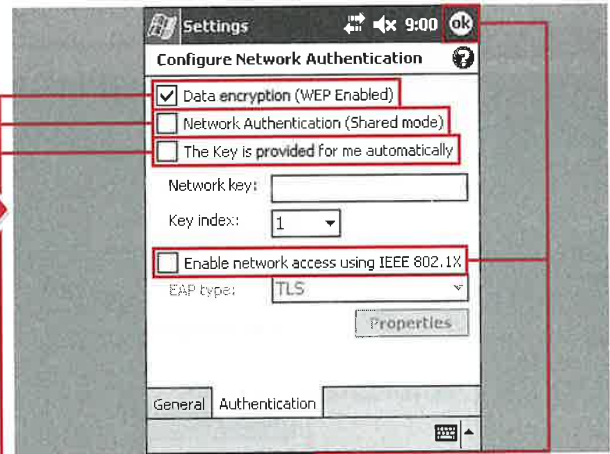 Settings 9:00 ok
Configure Network Authentication
Data encryption (WEP Enabled)
Network Authentication (Shared mode)
The Key is provided for me automatically
Network key:
Key index: 1
Enable network access using IEEE 802.1X
EAP type: TLS
Properties
General Authentication